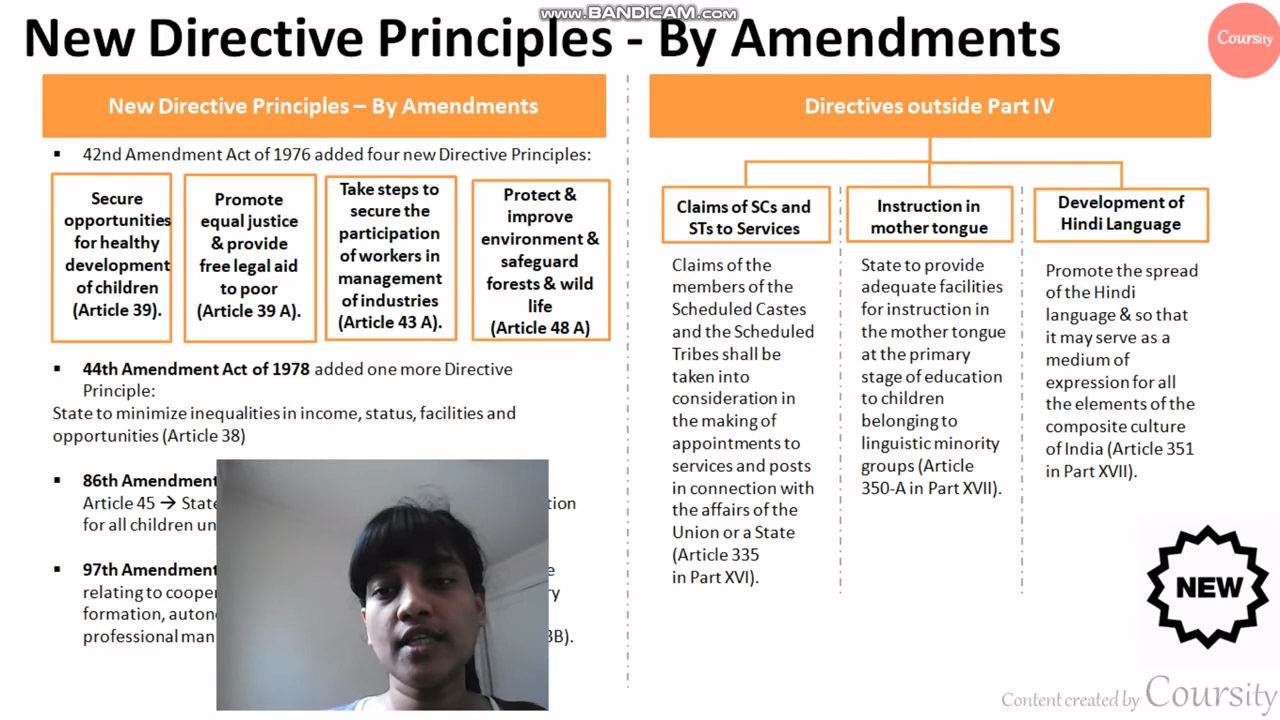 www.BANDICAM.com
New Directive Principles - By Amendments
Coursity
New Directive Principles – By Amendments
▪ 42nd Amendment Act of 1976 added four new Directive Principles:
Secure
opportunities
for healthy
development
of children
(Article 39).
Promote
equal justice
& provide
free legal aid
to poor
(Article 39 A).
Take steps to
secure the
participation
of workers in
management
of industries
(Article 43 A).
Protect &
improve
environment &
safeguard
forests & wild
life
(Article 48 A)
▪ 44th Amendment Act of 1978 added one more Directive
Principle:
State to minimize inequalities in income, status, facilities and
opportunities (Article 38)
▪ 86th Amendment
Article 45 → State
for all children
▪ 97th Amendment
relating to
formation,
professional 3B).
Directives outside Part IV
Claims of SCs and
STs to Services
Claims of the
members of the
Scheduled Castes
and the Scheduled
Tribes shall be
taken into
consideration in
the making of
appointments to
services and posts
in connection with
the affairs of the
Union or a State
(Article 335
in Part XVI).
Instruction in
mother tongue
State to provide
adequate facilities
for instruction in
the mother tongue
at the primary
stage of education
to children
belonging to
linguistic minority
groups (Article
350-A in Part XVII).
Development of
Hindi Language
Promote the spread
of the Hindi
language & so that
it may serve as a
medium of
expression for all
the elements of the
composite culture
of India (Article 351
in Part XVII).
NEW
Content created by Coursity